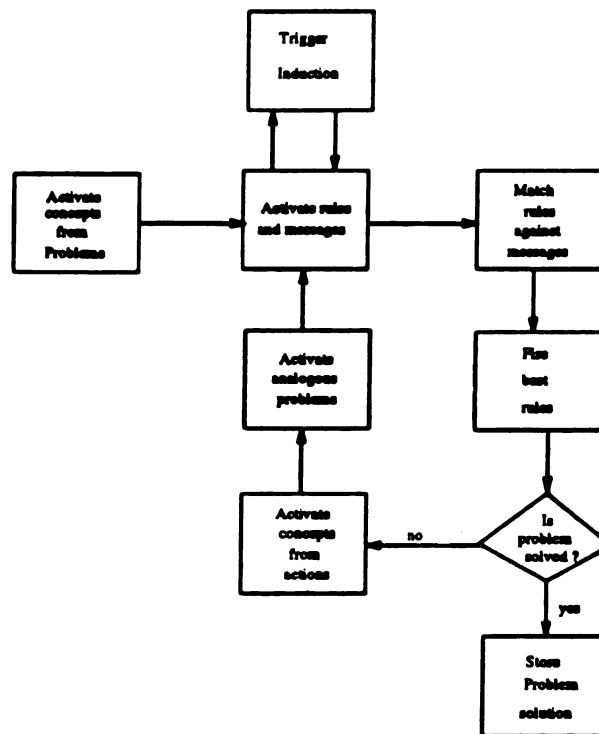 Trigger
Induction
Activate
concepts
from
Problems
Activate rules
and messages
Match
rules
against
messages
Activate
analogous
problems
Fire
best
rules
Activate
concepts
from
actions
no
Is
problem
solved ?
yes
Store
Problem
solution